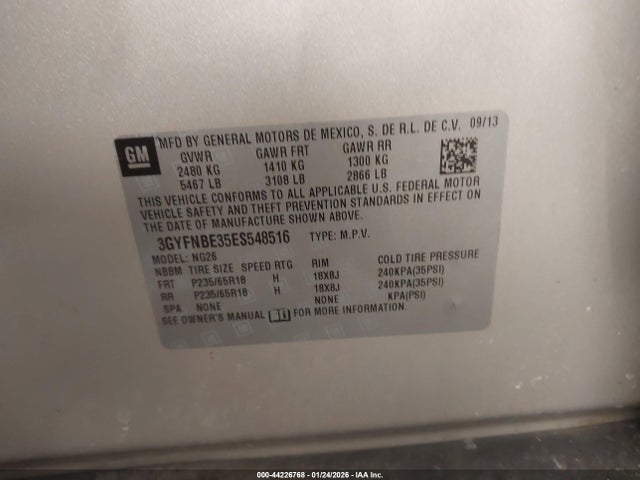 GM
MFD BY GENERAL MOTORS DE MEXICO, S. DE R.L. DE C.V. 09/13
GVWR GAWR FRT GAWR RR
2480 KG 1410 KG 1300 KG
5467 LB 3108 LB 2866 LB
THIS VEHICLE CONFORMS TO ALL APPLICABLE U.S. FEDERAL MOTOR
VEHICLE SAFETY AND THEFT PREVENTION STANDARDS IN EFFECT ON
THE DATE OF MANUFACTURE SHOWN ABOVE.
3GYFNBE35ES548516 TYPE: M.P.V.
MODEL: NG26
NBBM TIRE SIZE SPEED RTG RIM COLD TIRE PRESSURE
FRT P235/65R18 H 18X8J 240KPA(35PSI)
RR P235/65R18 H 18X8J 240KPA(35PSI)
SPA NONE NONE KPA(PSI)
SEE OWNER'S MANUAL FOR MORE INFORMATION.
000-44226768 - 01/24/2026 - IAA Inc.